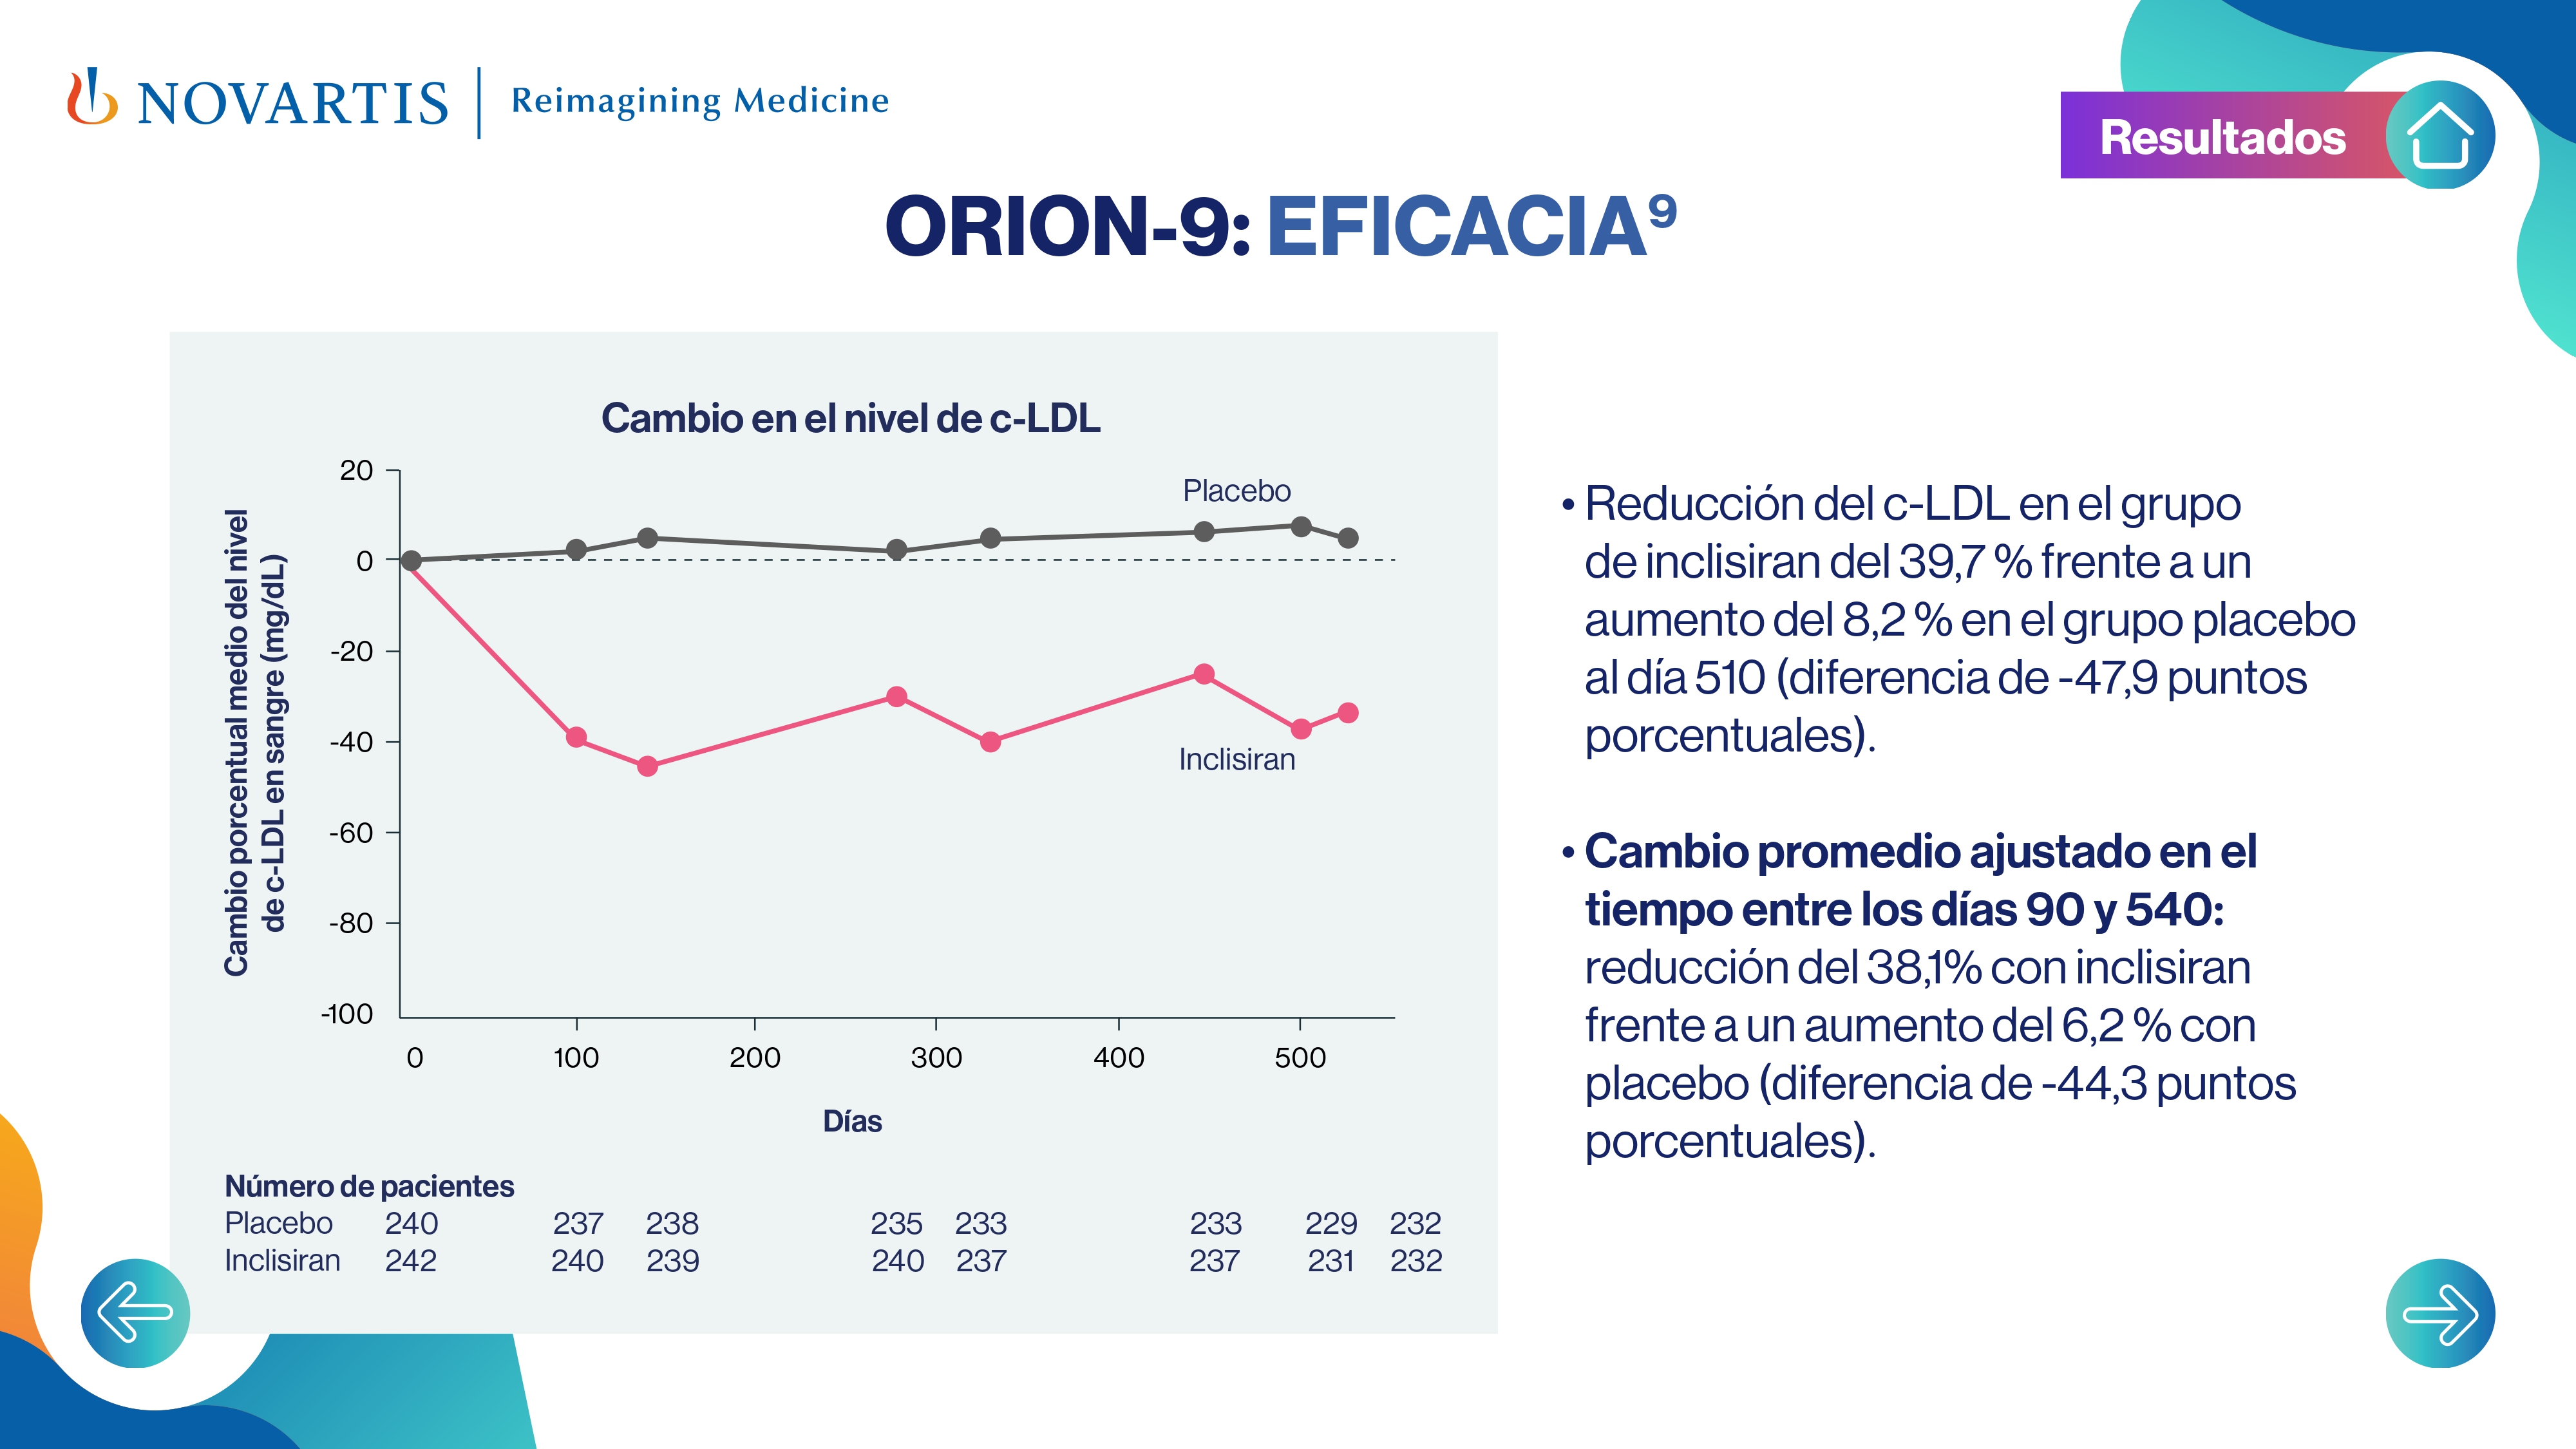 NOVARTIS | Reimagining Medicine
Resultados
ORION-9: EFICACIA⁹
Cambio en el nivel de c-LDL
Cambio porcentual medio del nivel
de c-LDL en sangre (mg/dL)
20
0
-20
-40
-60
-80
-100
Placebo
Inclisiran
0 100 200 300 400 500
Días
Número de pacientes
Placebo 240 237 238 235 233 233 229 232
Inclisiran 242 240 239 240 237 237 231 232
• Reducción del c-LDL en el grupo
de inclisiran del 39,7 % frente a un
aumento del 8,2 % en el grupo placebo
al día 510 (diferencia de -47,9 puntos
porcentuales).
• Cambio promedio ajustado en el
tiempo entre los días 90 y 540:
reducción del 38,1% con inclisiran
frente a un aumento del 6,2 % con
placebo (diferencia de -44,3 puntos
porcentuales).